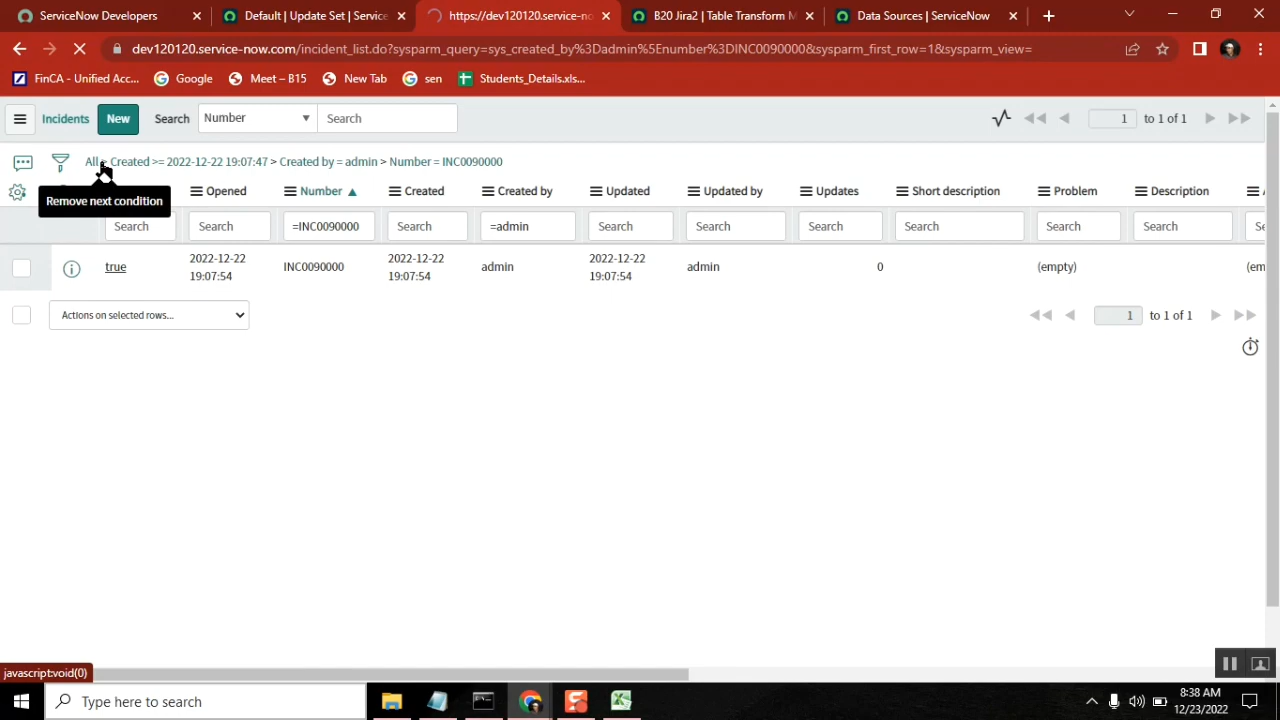 ServiceNow Developers
Default | Update Set | Service
https://dev120120.service-no
B20 Jira2 | Table Transform M
Data Sources | ServiceNow
dev120120.service-now.com/incident_list.do?sysparm_query=sys_created_by%3Dadmin%5Enumber%3DINC0090000&sysparm_first_row=1&sysparm_view=
FinCA - Unified Acc...
Google
Meet – B15
New Tab
sen
Students_Details.xls...
Incidents
New
Search
Number
Search
1
to 1 of 1
All > Created >= 2022-12-22 19:07:47 > Created by = admin > Number = INC0090000
Remove next condition
Opened
Number
Created
Created by
Updated
Updated by
Updates
Short description
Problem
Description
Search
Search
=INC0090000
Search
=admin
Search
Search
Search
Search
Search
Search
Se
true
2022-12-22
19:07:54
INC0090000
2022-12-22
19:07:54
admin
2022-12-22
19:07:54
admin
0
(empty)
(em
Actions on selected rows...
1
to 1 of 1
javascript:void(0)
Type here to search
8:38 AM
12/23/2022